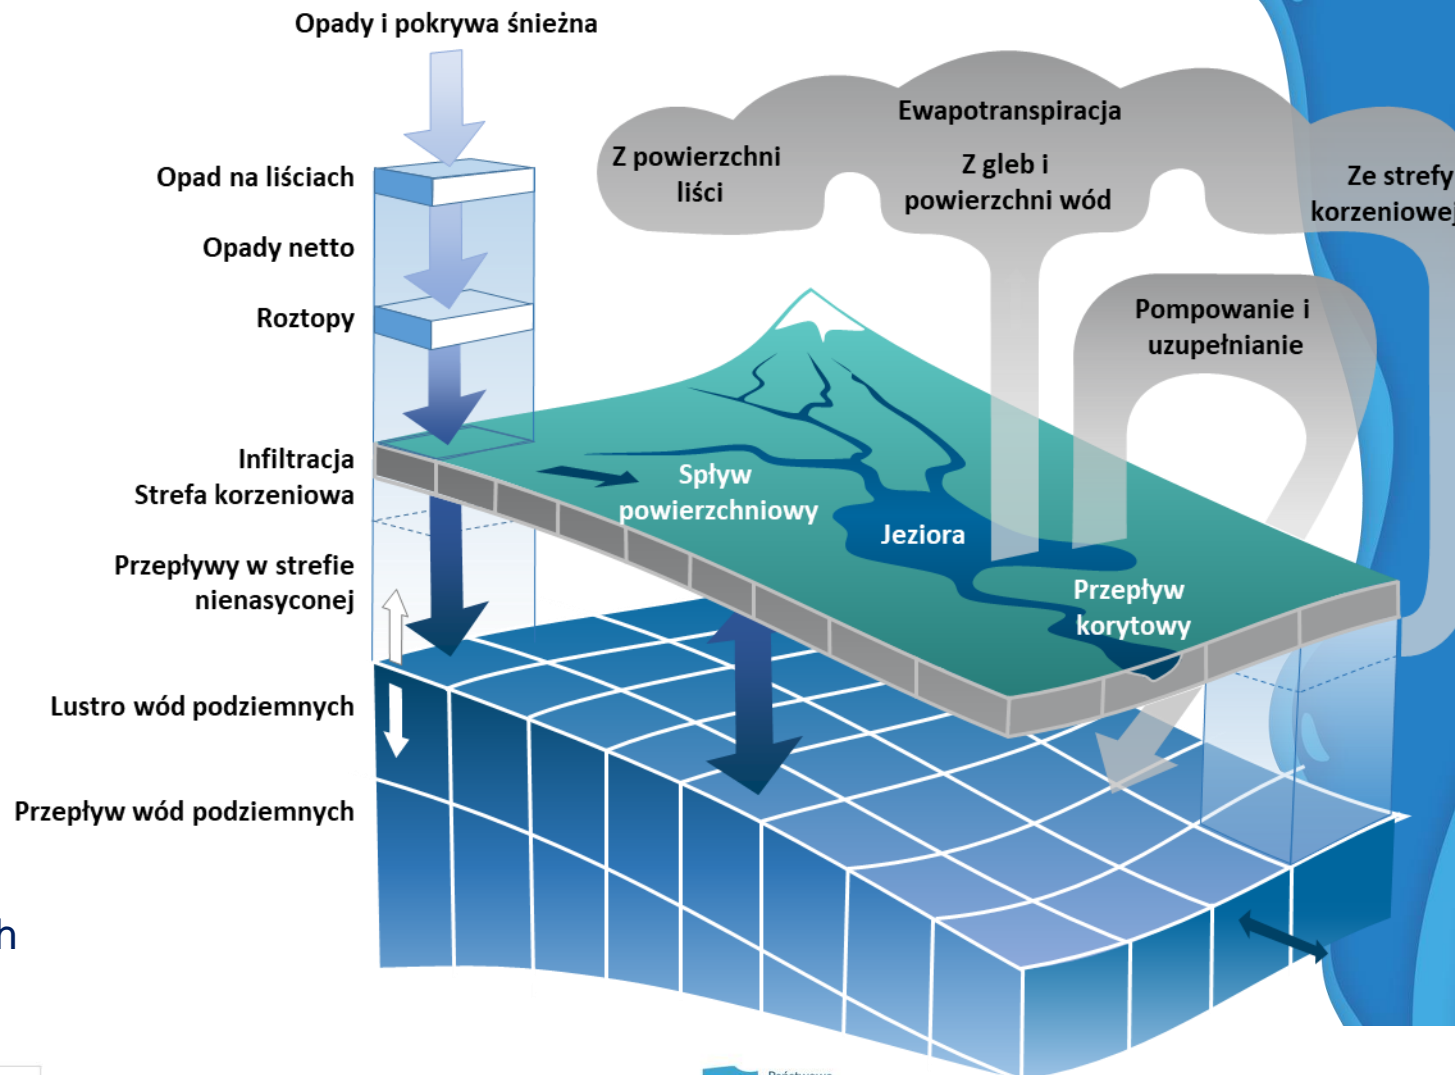 Opady i pokrywa śnieżna
Opad na liściach
Opady netto
Roztopy
Infiltracja
Strefa korzeniowa
Przepływy w strefie
nienasyconej
Lustro wód podziemnych
Przepływ wód podziemnych
Ewapotranspiracja
Z powierzchni
liści
Z gleb i
powierzchni wód
Ze strefy
korzeniowej
Pompowanie i
uzupełnianie
Spływ
powierzchniowy
Jeziora
Przepływ
korytowy
h